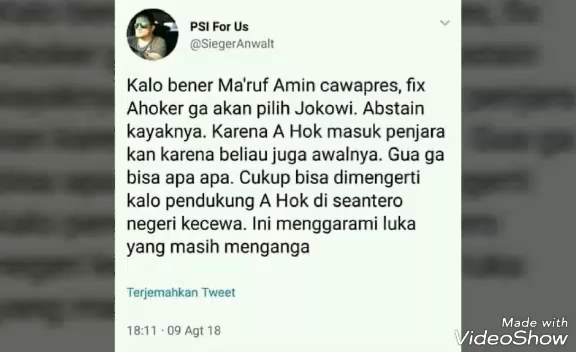 PSI For Us
@SiegerAnwalt
Kalo bener Ma'ruf Amin cawapres, fix
Ahoker ga akan pilih Jokowi. Abstain
kayaknya. Karena A Hok masuk penjara
kan karena beliau juga awalnya. Gua ga
bisa apa apa. Cukup bisa dimengerti
kalo pendukung A Hok di seantero
negeri kecewa. Ini menggarami luka
yang masih menganga
Terjemahkan Tweet
18:11 · 09 Agt 18
Made with
VideoShow